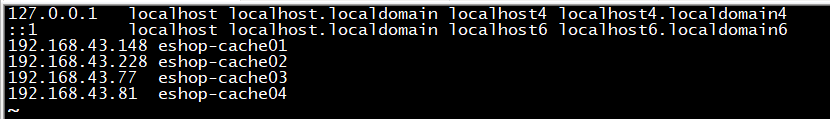 127.0.0.1   localhost localhost.localdomain localhost4 localhost4.localdomain4
::1         localhost localhost.localdomain localhost6 localhost6.localdomain6
192.168.43.148 eshop-cache01
192.168.43.228 eshop-cache02
192.168.43.77  eshop-cache03
192.168.43.81  eshop-cache04
~